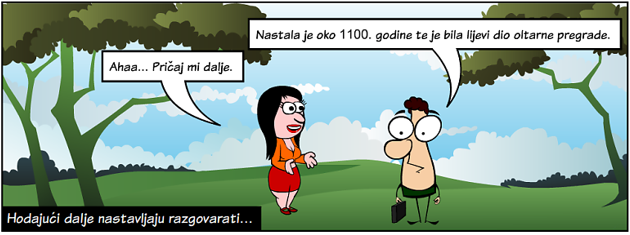 Ahaa... Pričaj mi dalje.
Nastala je oko 1100. godine te je bila lijevi dio oltarne pregrade.
Hodajući dalje nastavljaju razgovarati...